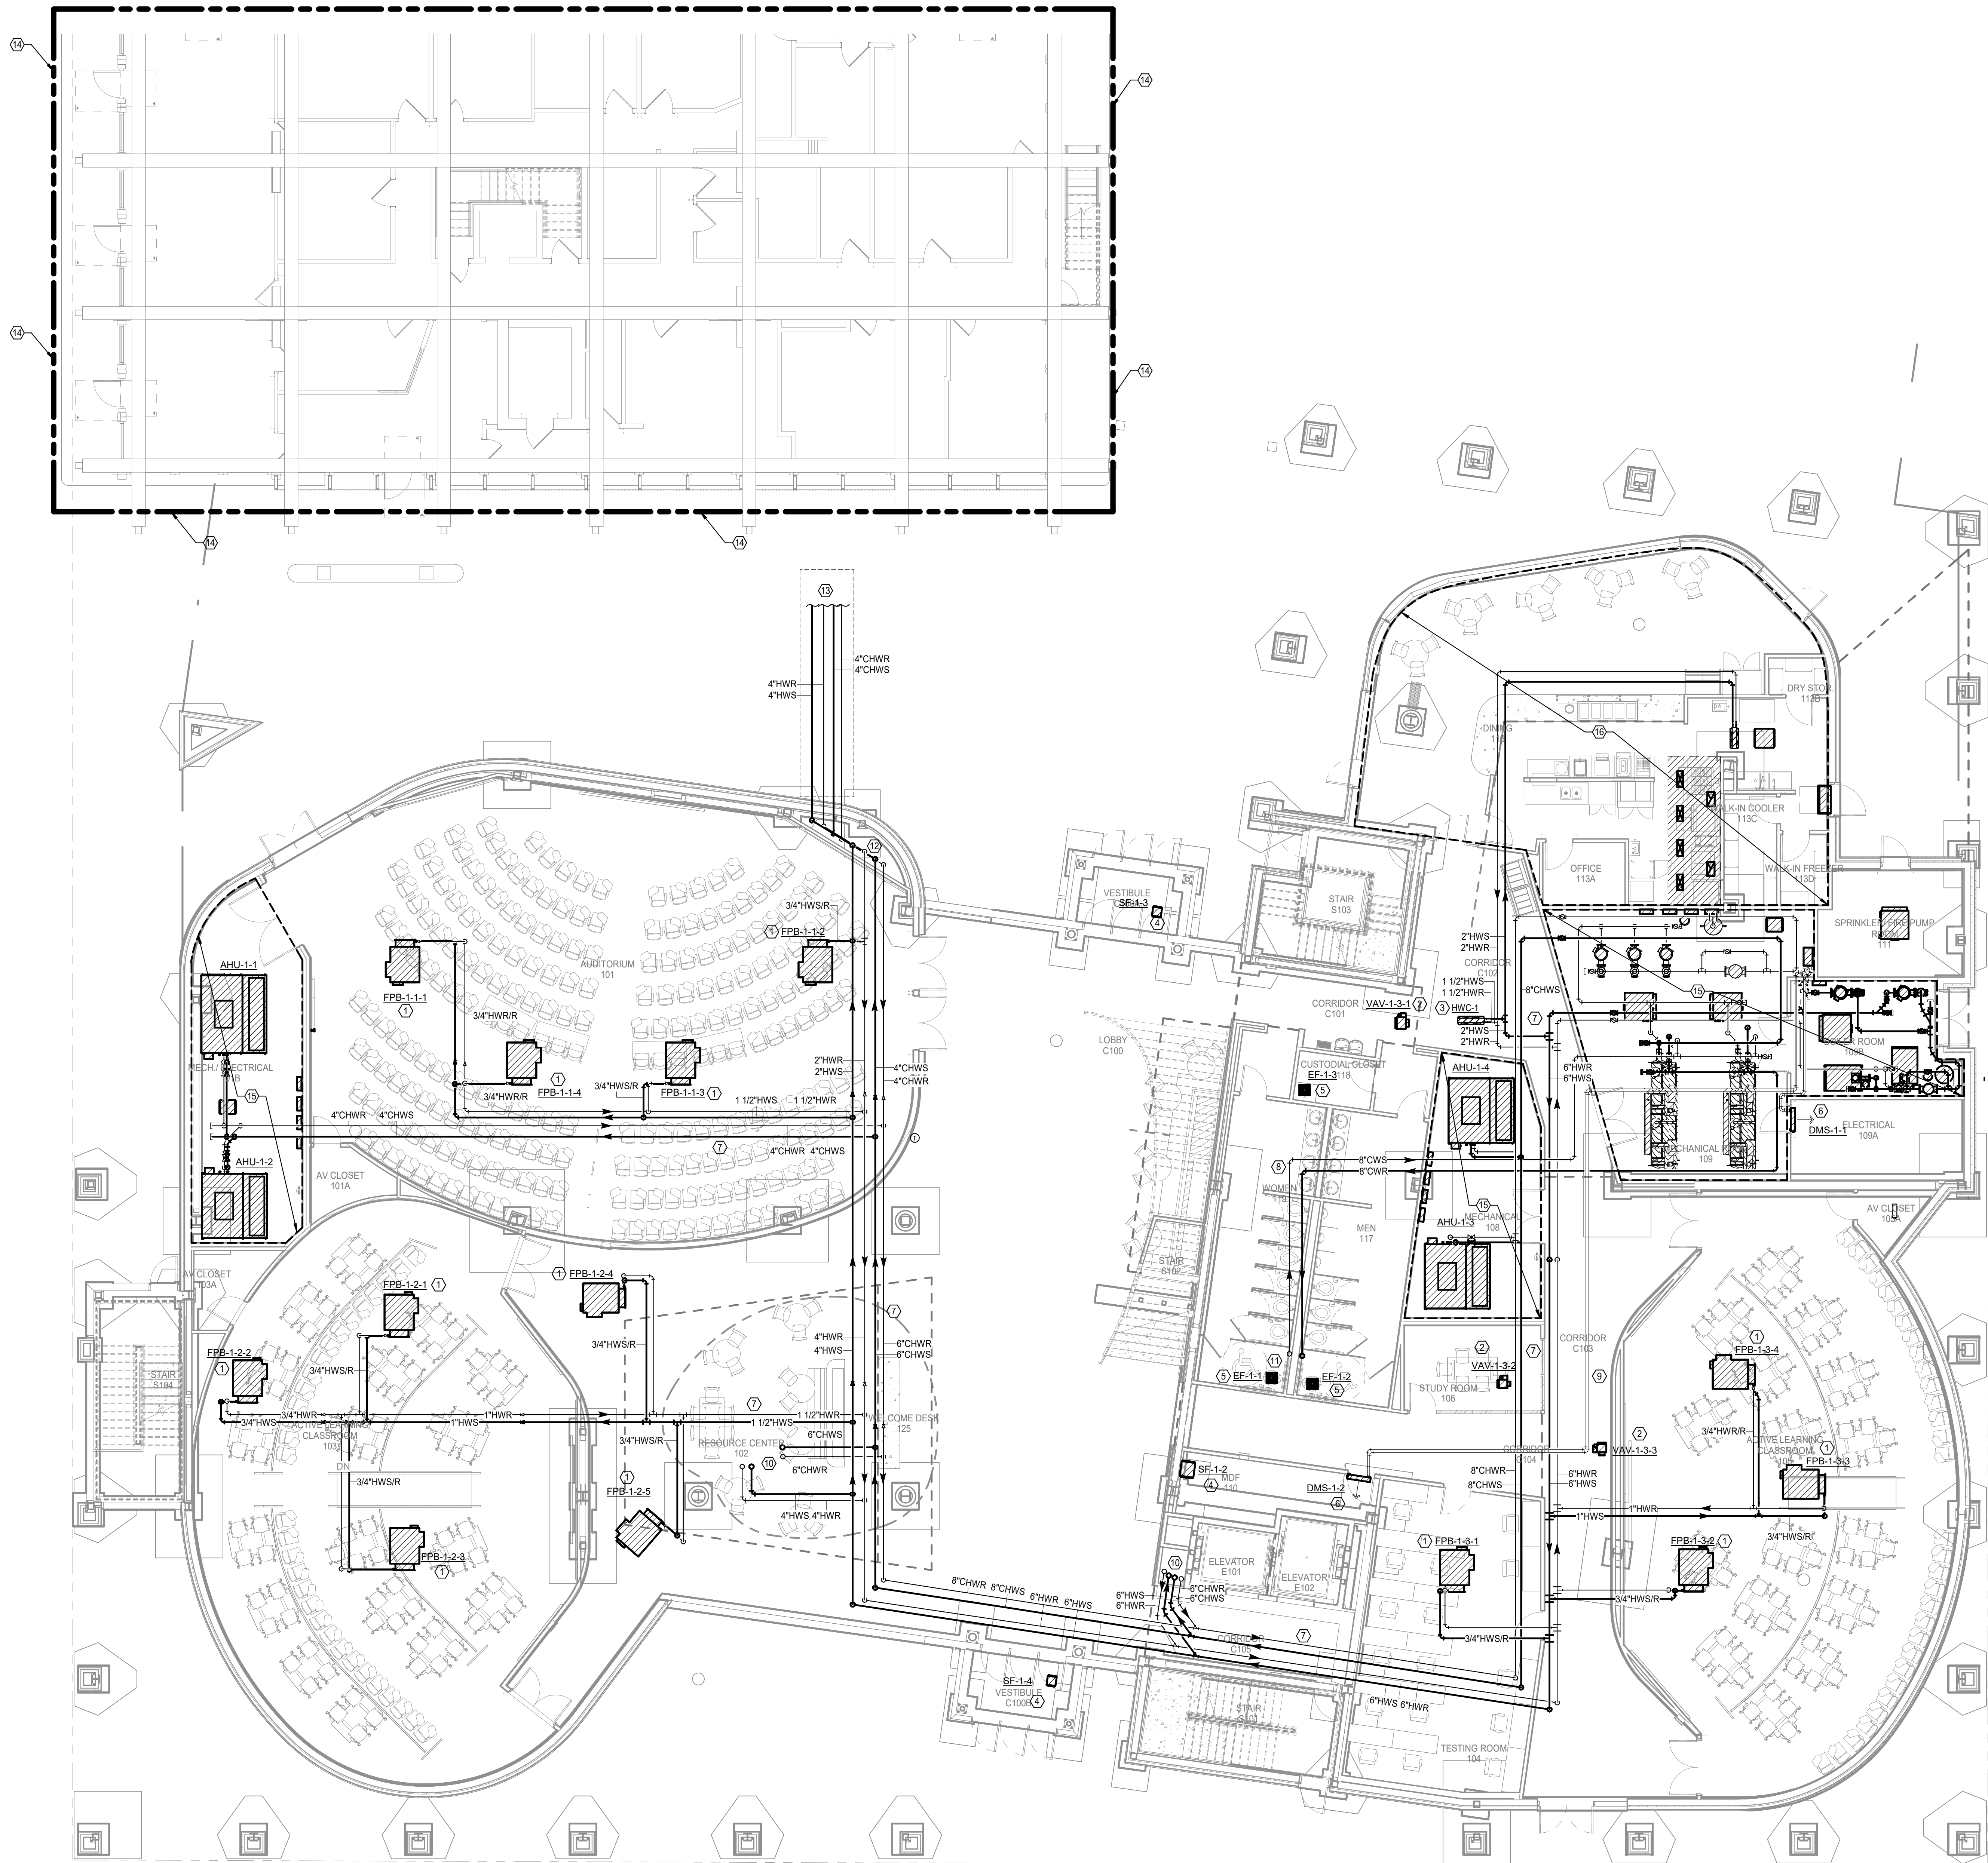 14
14
14
14
14
14
13
4"CHWR
4"CHWS
4"HWR
4"HWS
DRY STOR.
113B
DINING
16
WALK-IN COOLER
113C
12
OFFICE
113A
WALK-IN FREEZER
113D
VESTIBULE
SF-1-3
4
STAIR
S103
SPRINKLER/ FIRE PUMP
ROOM
111
3/4"HWS/R
1
FPB-1-1-2
AUDITORIUM
101
AHU-1-1
FPB-1-1-1
1
3/4"HWR/R
2"HWS
2"HWR
CORRIDOR
C102
1 1/2"HWS
1 1/2"HWR
8"CHWS
15
CORRIDOR
C101
VAV-1-3-1
2
3
HWC-1
7
LOBBY
C100
2"HWS
2"HWR
BOILER ROOM
109B
MECH./ ELECTRICAL
2"HWR
2"HWS
4"CHWS
4"CHWR
CUSTODIAL CLOSET
118
EF-1-3
5
AHU-1-4
6"HWR
6"HWS
1
FPB-1-1-4
3/4"HWR/R
3/4"HWS/R
FPB-1-1-3
1
1 1/2"HWS
1 1/2"HWR
15
4"CHWR
4"CHWS
6
DMS-1-1
ELECTRICAL
109A
7
4"CHWR
4"CHWS
T
MECHANICAL
109
AHU-1-2
AV CLOSET
101A
8
8"CWS
8"CWR
WOMEN
119
15
MEN
117
AHU-1-3
MECHANICAL
108
AV CLOSET
105A
STAIR
S102
AV CLOSET
103A
FPB-1-2-1
1
1
FPB-1-2-4
7
CORRIDOR
C103
3/4"HWS/R
4"HWR
4"HWS
6"CHWR
6"CHWS
7
1
FPB-1-3-4
FPB-1-2-2
1
3/4"HWS/R
11
2
VAV-1-3-2
STUDY ROOM
106
9
STAIR
S104
5
EF-1-1
EF-1-2
5
7
3/4"HWR
3/4"HWS
1"HWR
1"HWS
1 1/2"HWR
1 1/2"HWS
WELCOME DESK
125
ACTIVE LEARNING
CLASSROOM
103
3/4"HWS/R
RESOURCE CENTER
102
6"CHWS
6"CHWR
10
2
VAV-1-3-3
CORRIDOR
C104
3/4"HWR/R
ACTIVE LEARNING
CLASSROOM
105
1
FPB-1-3-3
DN
3/4"HWS/R
1
FPB-1-2-5
SF-1-2
4
MDF
110
DMS-1-2
6
8"CHWR
8"CHWS
6"HWR
6"HWS
4"HWS
4"HWR
1"HWR
1"HWS
3/4"HWS/R
1
FPB-1-3-1
FPB-1-3-2
1
FPB-1-2-3
1
10
ELEVATOR
E101
ELEVATOR
E102
8"CHWR
8"CHWS
6"HWR
6"HWS
6"HWS
6"HWR
6"CHWR
6"CHWS
3/4"HWS/R
3/4"HWS/R
CORRIDOR
C105
7
SF-1-4
4
VESTIBULE
C100B
STAIR
S101
6"HWS
6"HWR
TESTING ROOM
104